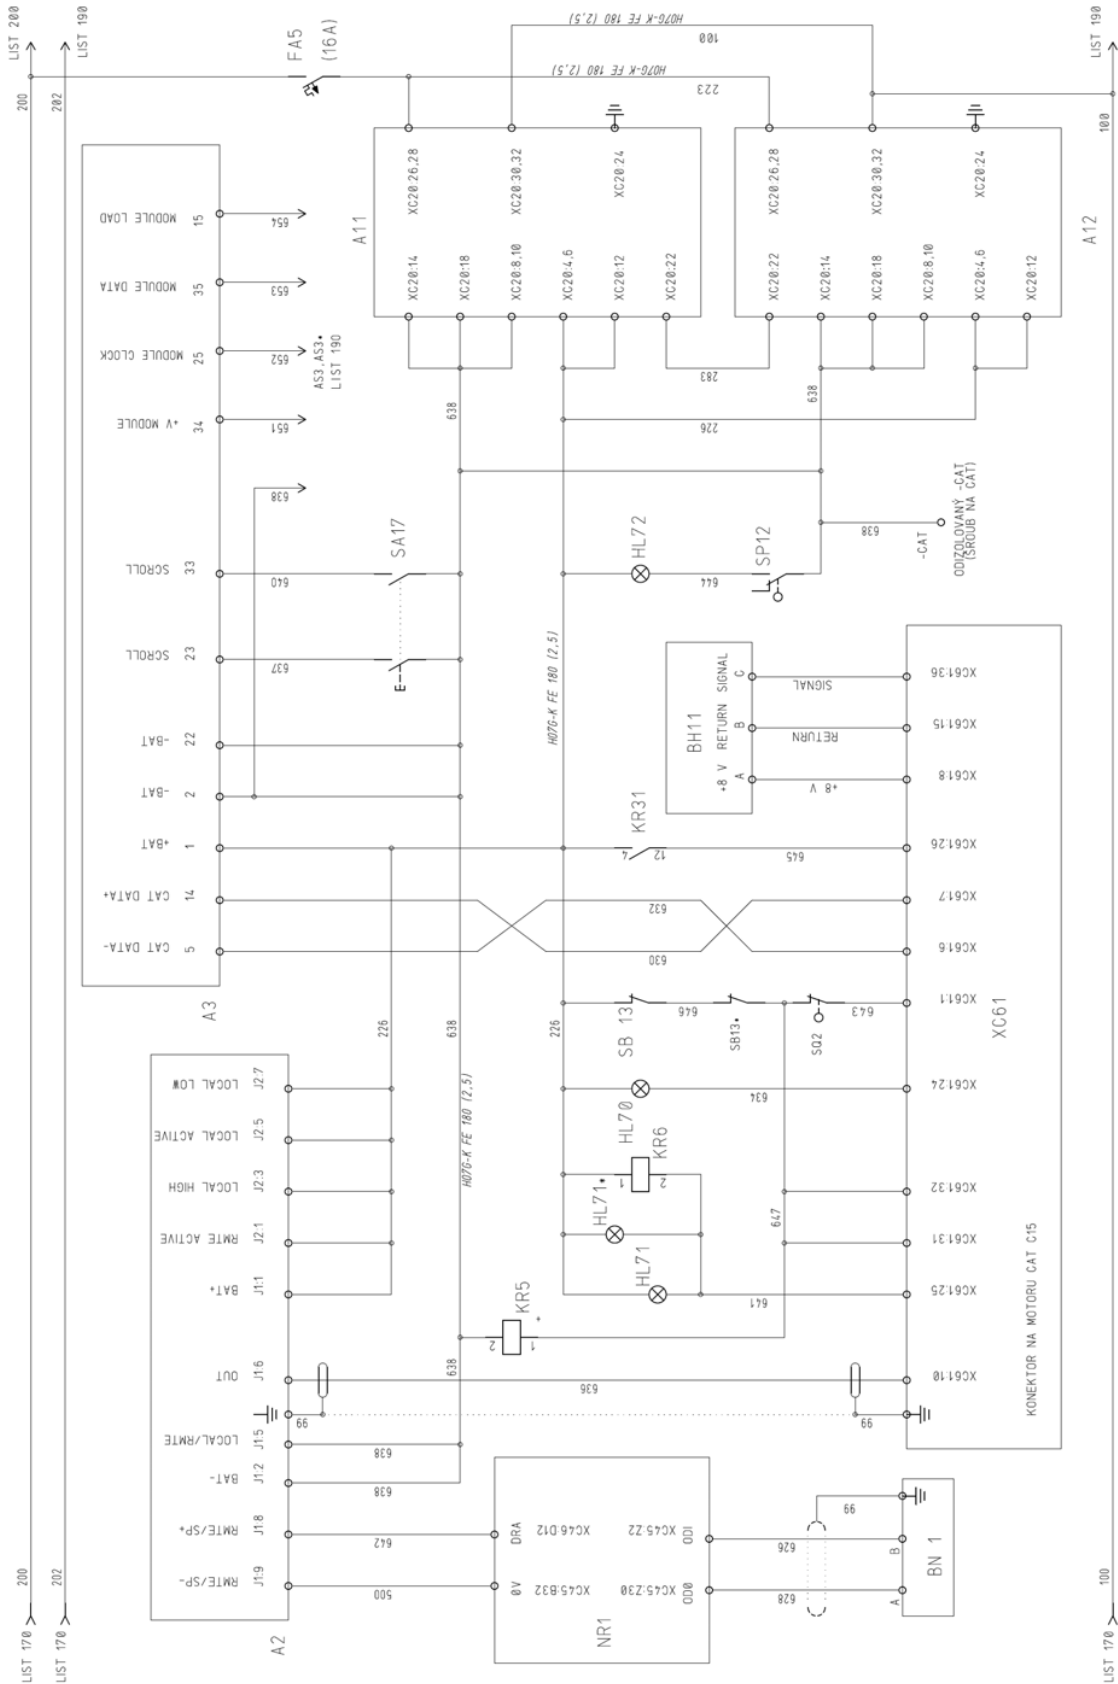 LIST 200
LIST 190
200
202
FA5
(16A)
H07G-K FE 180 (2,5)
100
H07G-K FE 180 (2,5)
223
LIST 190
100
A3
CAT DATA-
5
CAT DATA+
14
+BAT
1
-BAT
2
-BAT
22
SCROLL
23
SCROLL
33
+V MODULE
34
MODULE CLOCK
25
MODULE DATA
35
MODULE LOAD
15
637
640
638
651
652
653
654
AS3,AS3*
LIST 190
SA17
A11
XC20:26,28
XC20:30,32
XC20:24
XC20:14
XC20:18
XC20:8,10
XC20:4,6
XC20:12
XC20:22
A12
XC20:26,28
XC20:30,32
XC20:24
XC20:22
XC20:14
XC20:18
XC20:8,10
XC20:4,6
XC20:12
638
283
638
226
HL72
644
SP12
638
-CAT
ODIZOLOVANÝ -CAT
(ŠROUB NA CAT)
H07G-K FE 180 (2,5)
BH11
+8 V RETURN SIGNAL
A B C
+8 V
RETURN
SIGNAL
KR31
4
12
645
632
630
226
638
226
SB 13
646
SB13*
SQ2
643
HL70
634
KR6
1
2
HL71*
HL71
641
647
H07G-K FE 180 (2,5)
KR5
2
1
+
638
636
99
99
XC61
XC61:36
XC61:15
XC61:8
XC61:26
XC61:7
XC61:6
XC61:1
XC61:24
XC61:32
XC61:31
XC61:25
XC61:10
KONEKTOR NA MOTORU CAT C15
A2
RMTE/SP-
J1:9
RMTE/SP+
J1:8
BAT-
J1:2
LOCAL/RMTE
J1:5
OUT
J1:6
BAT+
J1:1
RMTE ACTIVE
J2:1
LOCAL HIGH
J2:3
LOCAL ACTIVE
J2:5
LOCAL LOW
J2:7
638
638
642
500
NR1
0V
DRA
XC45:B32
XC46:D12
XC45:Z30
XC45:Z2
OD0
ODI
626
628
99
BN 1
A
B
200
202
LIST 170
LIST 170
100
LIST 170